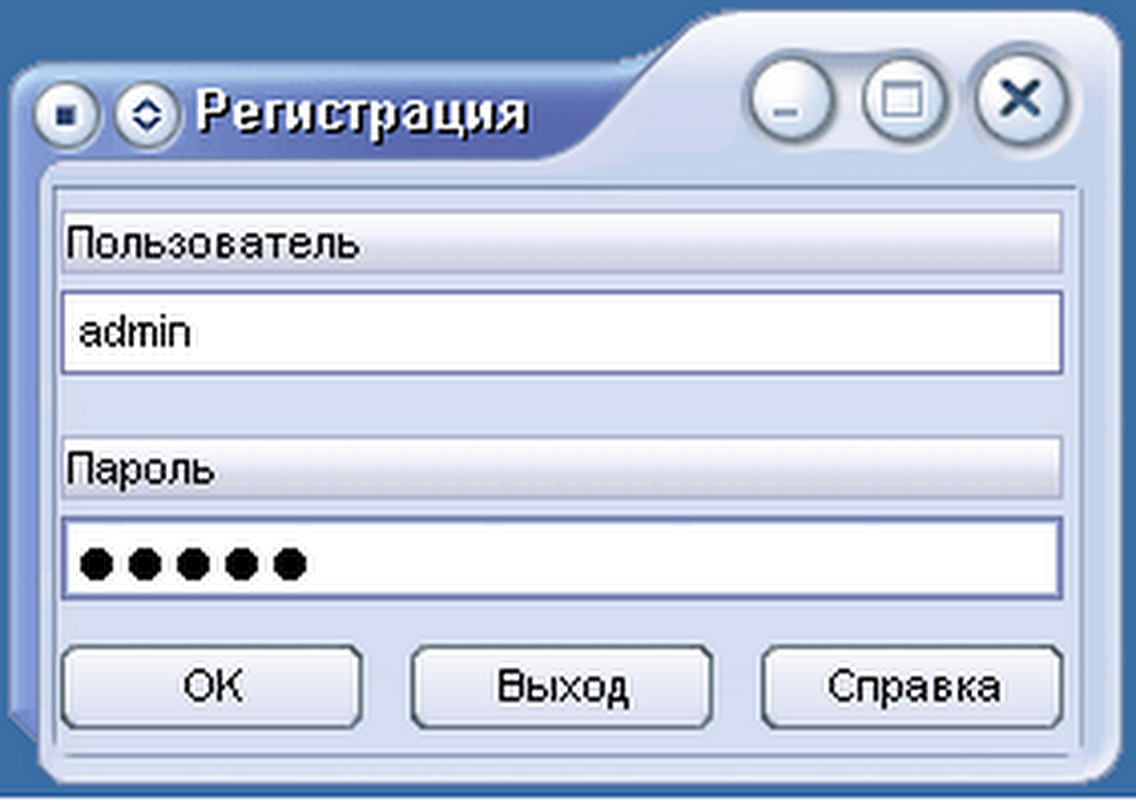 Регистрация
Пользователь
admin
Пароль
●●●●●
OK Выход Справка